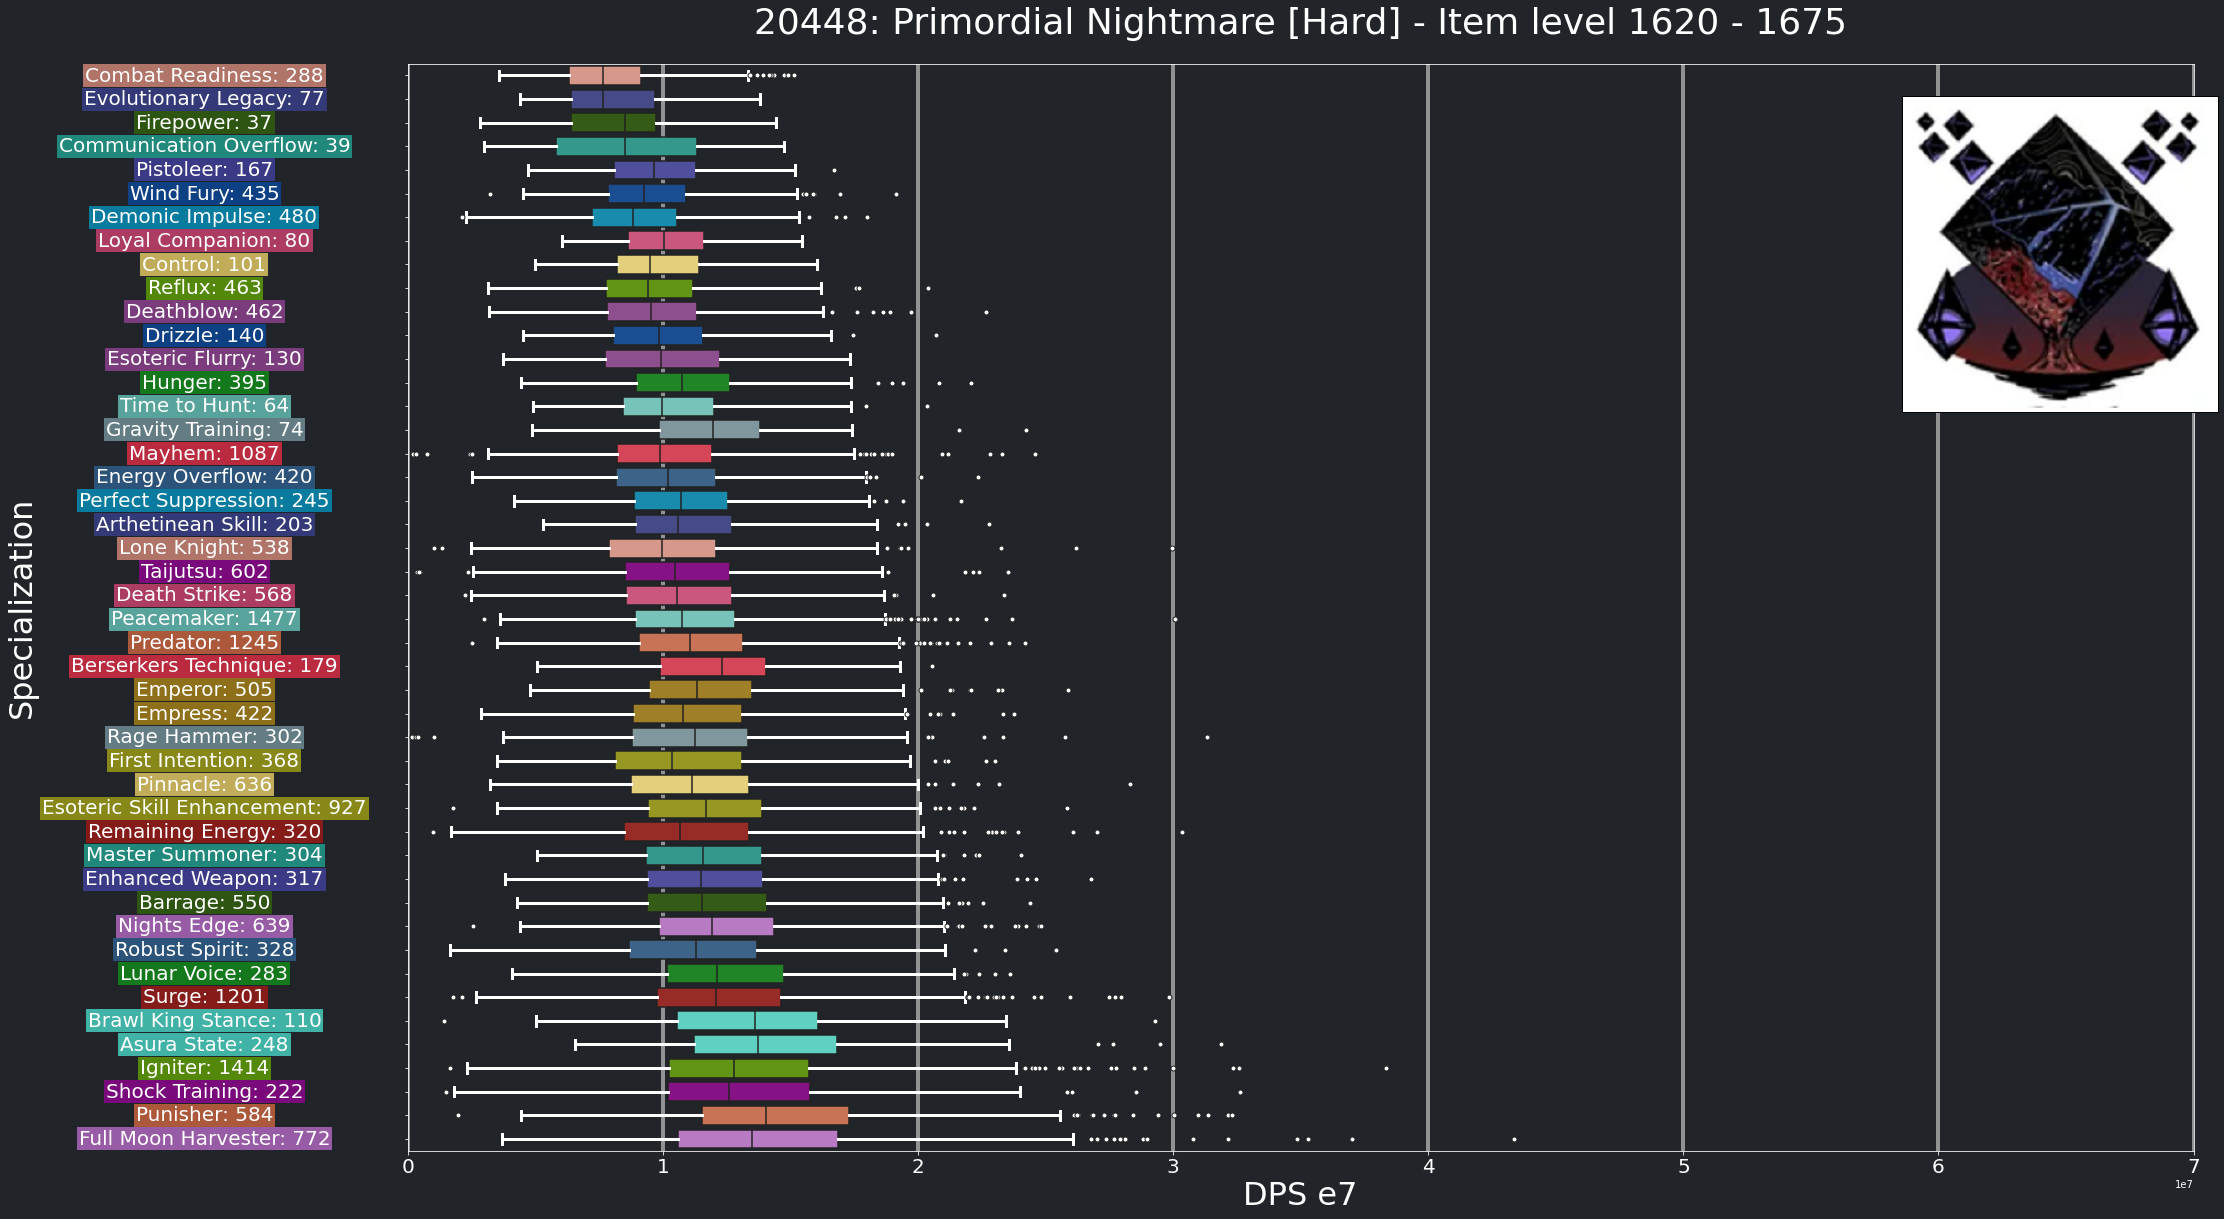 20448: Primordial Nightmare [Hard] - Item level 1620 - 1675
Specialization
Combat Readiness: 288
Evolutionary Legacy: 77
Firepower: 37
Communication Overflow: 39
Pistoleer: 167
Wind Fury: 435
Demonic Impulse: 480
Loyal Companion: 80
Control: 101
Reflux: 463
Deathblow: 462
Drizzle: 140
Esoteric Flurry: 130
Hunger: 395
Time to Hunt: 64
Gravity Training: 74
Mayhem: 1087
Energy Overflow: 420
Perfect Suppression: 245
Arthetinean Skill: 203
Lone Knight: 538
Taijutsu: 602
Death Strike: 568
Peacemaker: 1477
Predator: 1245
Berserkers Technique: 179
Emperor: 505
Empress: 422
Rage Hammer: 302
First Intention: 368
Pinnacle: 636
Esoteric Skill Enhancement: 927
Remaining Energy: 320
Master Summoner: 304
Enhanced Weapon: 317
Barrage: 550
Nights Edge: 639
Robust Spirit: 328
Lunar Voice: 283
Surge: 1201
Brawl King Stance: 110
Asura State: 248
Igniter: 1414
Shock Training: 222
Punisher: 584
Full Moon Harvester: 772
0 1 2 3 4 5 6 7
DPS e7
1e7